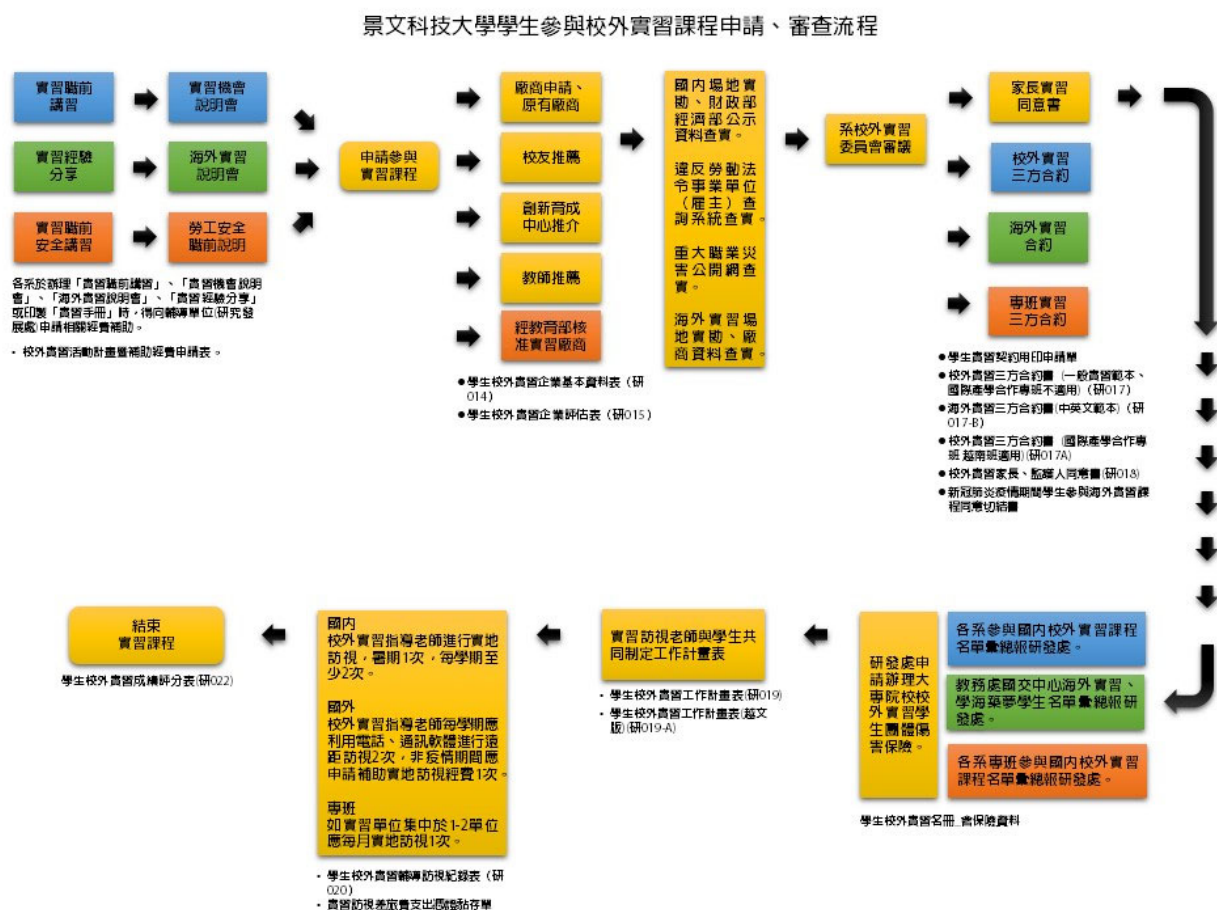 景文科技大學學生參與校外實習課程申請、審查流程
實習職前
講習
實習機會
說明會
實習經驗
分享
海外實習
說明會
實習職前
安全講習
勞工安全
職前說明
各系於辦理「實習職前講習」、「實習機會說明
會」、「海外實習說明會」、「實習經驗分享」
或印製「實習手冊」時，得向輔導單位(研究發
展處)申請相關經費補助。
• 校外實習活動計畫暨補助經費申請表。
申請參與
實習課程
廠商申請、
原有廠商
校友推薦
創新育成
中心推介
教師推薦
經教育部核
准實習廠商
●學生校外實習企業基本資料表（研
014）
●學生校外實習企業評估表（研015）
國內場地實
勘、財政部
經濟部公示
資料查實。
違反勞動法
令事業單位
（雇主）查
詢系統查實。
重大職業災
害公開網查
實。
海外實習場
地實勘、廠
商資料查實。
系校外實習
委員會審議
家長實習
同意書
校外實習
三方合約
海外實習
合約
專班實習
三方合約
●學生實習契約用印申請單
●校外實習三方合約書（一般實習範本、
國際產學合作專班不適用）（研017）
●海外實習三方合約書(中英文範本)（研
017-B）
●校外實習三方合約書（國際產學合作專
班 越南班適用)(研017A)
●校外實習家長、監護人同意書(研018)
●新冠肺炎疫情期間學生參與海外實習課
程同意切結書
各系參與國內校外實習課程
名單彙總報研發處。
教務處國交中心海外實習、
學海築夢學生名單彙總報研
發處。
各系專班參與國內校外實習
課程名單彙總報研發處。
研發處申
請辦理大
專院校校
外實習學
生團體傷
害保險。
學生校外實習名冊_含保險資料
實習訪視老師與學生共
同制定工作計畫表
• 學生校外實習工作計畫表(研019)
• 學生校外實習工作計畫表(越文
版)(研019-A)
國內
校外實習指導老師進行實地
訪視，暑期1次，每學期至
少2次。
國外
校外實習指導老師每學期應
利用電話、通訊軟體進行遠
距訪視2次，非疫情期間應
申請補助實地訪視經費1次。
專班
如實習單位集中於1-2單位
應每月實地訪視1次。
• 學生校外實習輔導訪視紀錄表（研
020）
• 實習訪視差旅費支出憑證黏存單
結束
實習課程
學生校外實習成績評分表(研022)